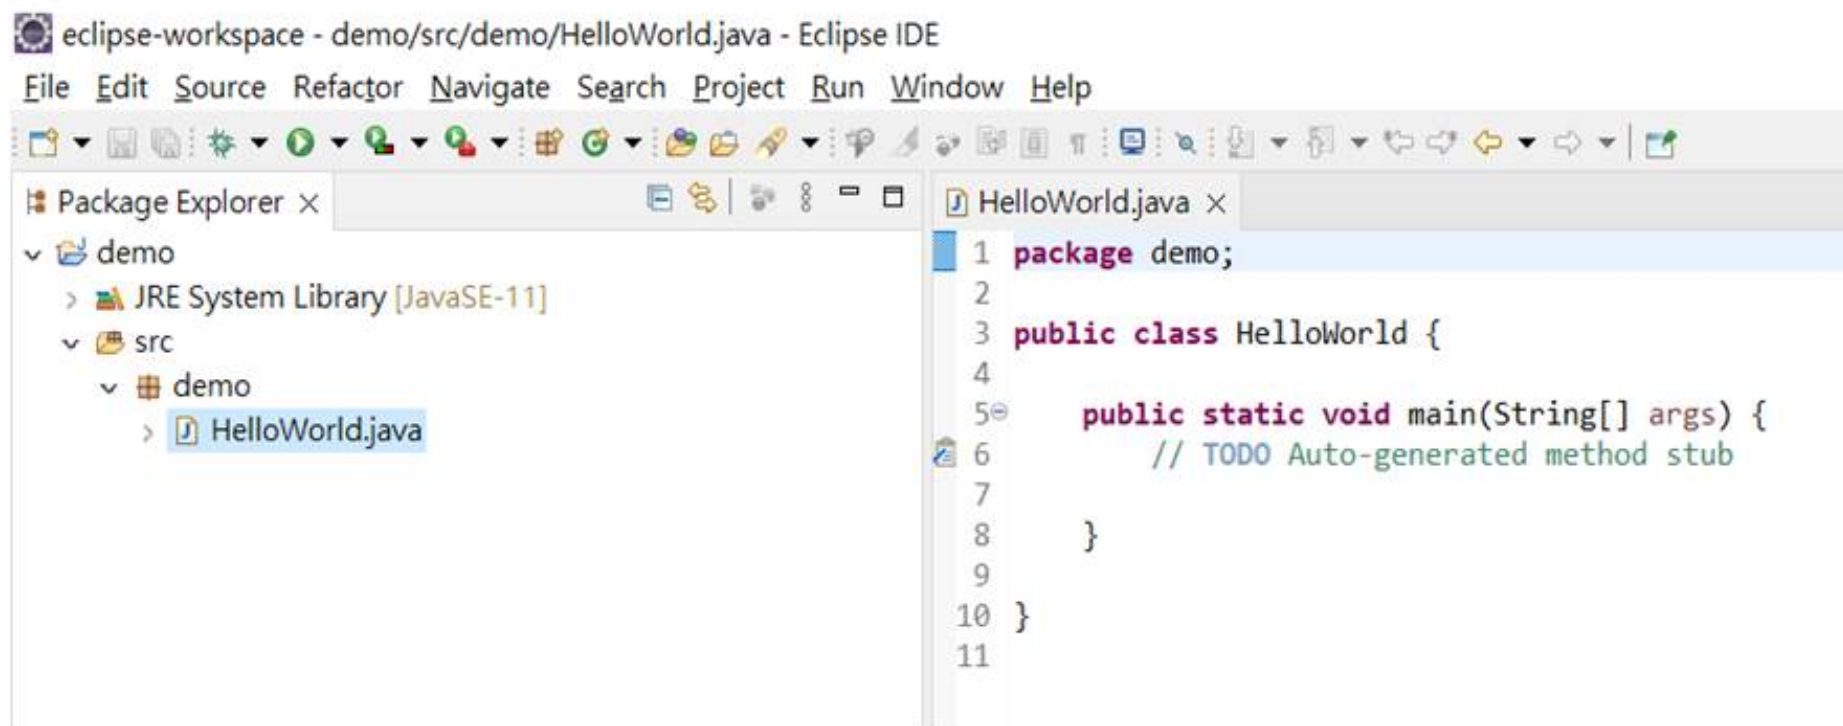 eclipse-workspace - demo/src/demo/HelloWorld.java - Eclipse IDE
File Edit Source Refactor Navigate Search Project Run Window Help
Package Explorer
demo
JRE System Library [JavaSE-11]
src
demo
HelloWorld.java
HelloWorld.java
1 package demo;
2
3 public class HelloWorld {
4
5 public static void main(String[] args) {
6 // TODO Auto-generated method stub
7
8 }
9
10 }
11